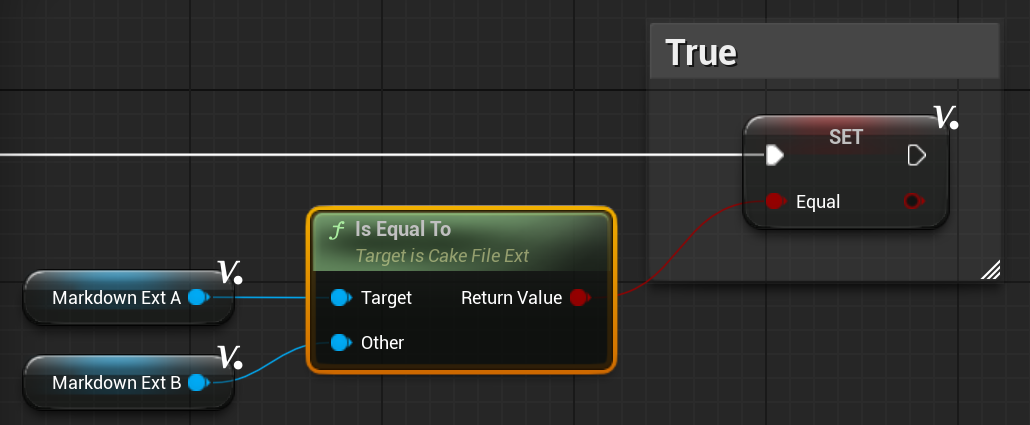 True
SET
V.
Equal
f Is Equal To
Target is Cake File Ext
Target
Return Value
Other
Markdown Ext A
V.
Markdown Ext B
V.